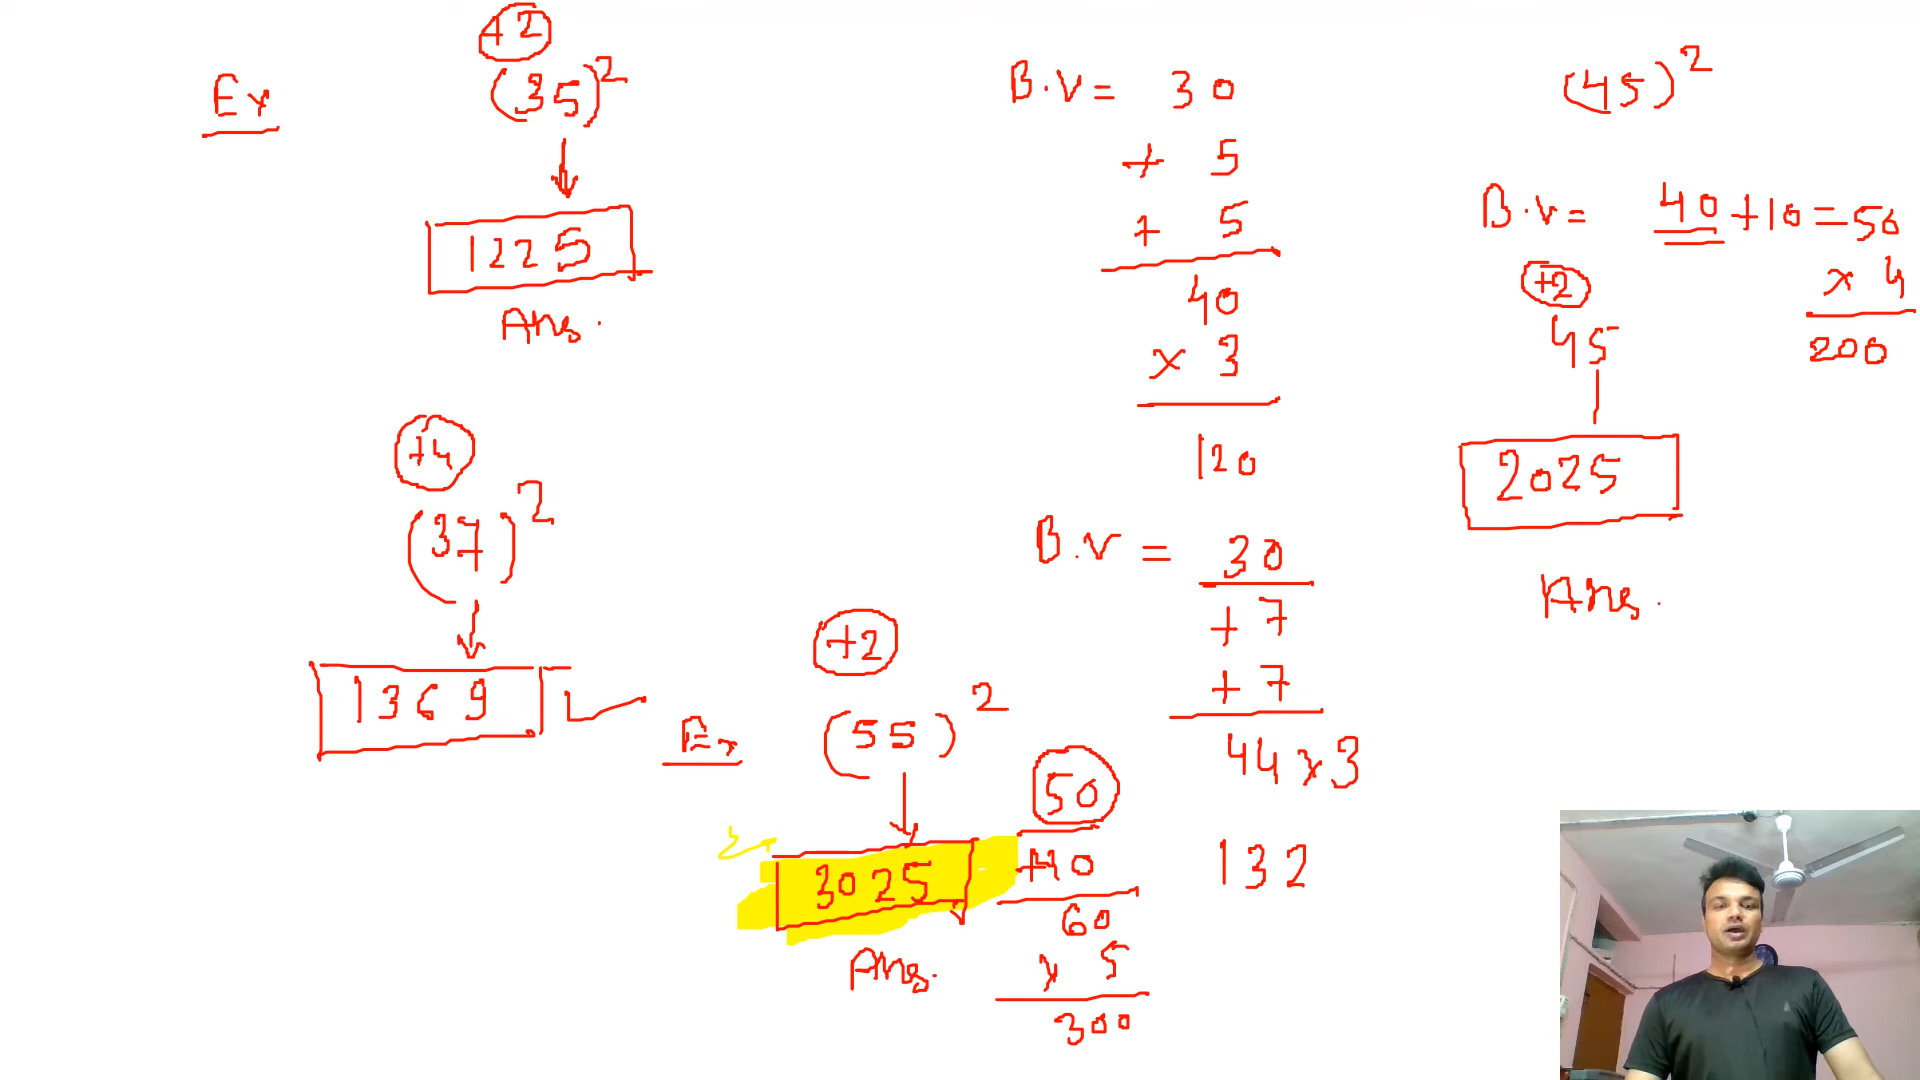 Ex
+2
(35)2
1225
Ans.
+4
(37)2
1369
B.V = 30
+ 5
+ 5
40
x 3
120
B.V = 30
+ 7
+ 7
44 x 3
132
(45)2
B.V = 40 + 10 = 50
x 4
200
+2
45
2025
Ans.
Ex
+2
(55)2
3025
Ans.
50
+10
60
x 5
300